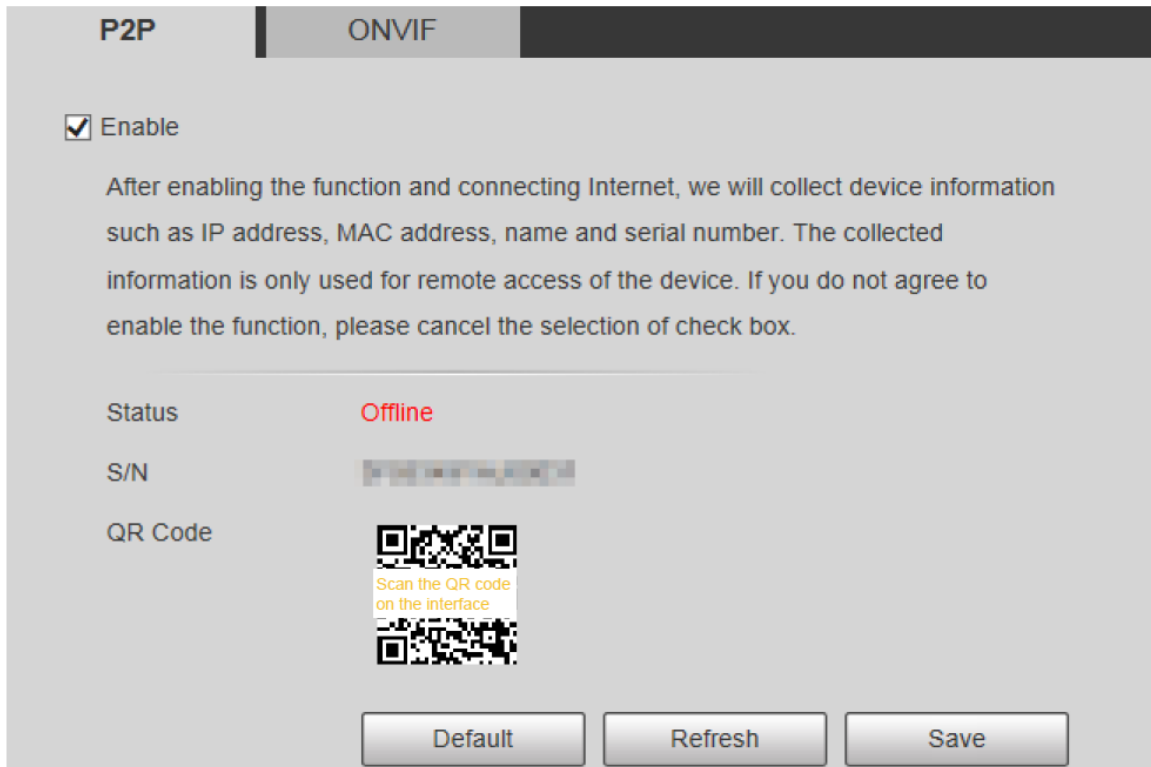 P2P ONVIF
Enable
After enabling the function and connecting Internet, we will collect device information
such as IP address, MAC address, name and serial number. The collected
information is only used for remote access of the device. If you do not agree to
enable the function, please cancel the selection of check box.
Status Offline
S/N
QR Code
Scan the QR code
on the interface
Default Refresh Save